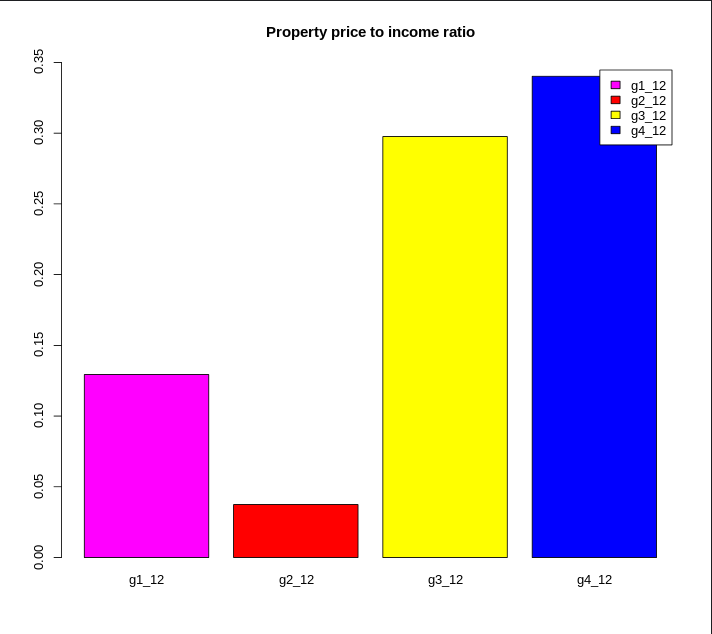 Property price to income ratio
0.35
0.30
0.25
0.20
0.15
0.10
0.05
0.00
g1_12
g2_12
g3_12
g4_12
g1_12 g2_12 g3_12 g4_12